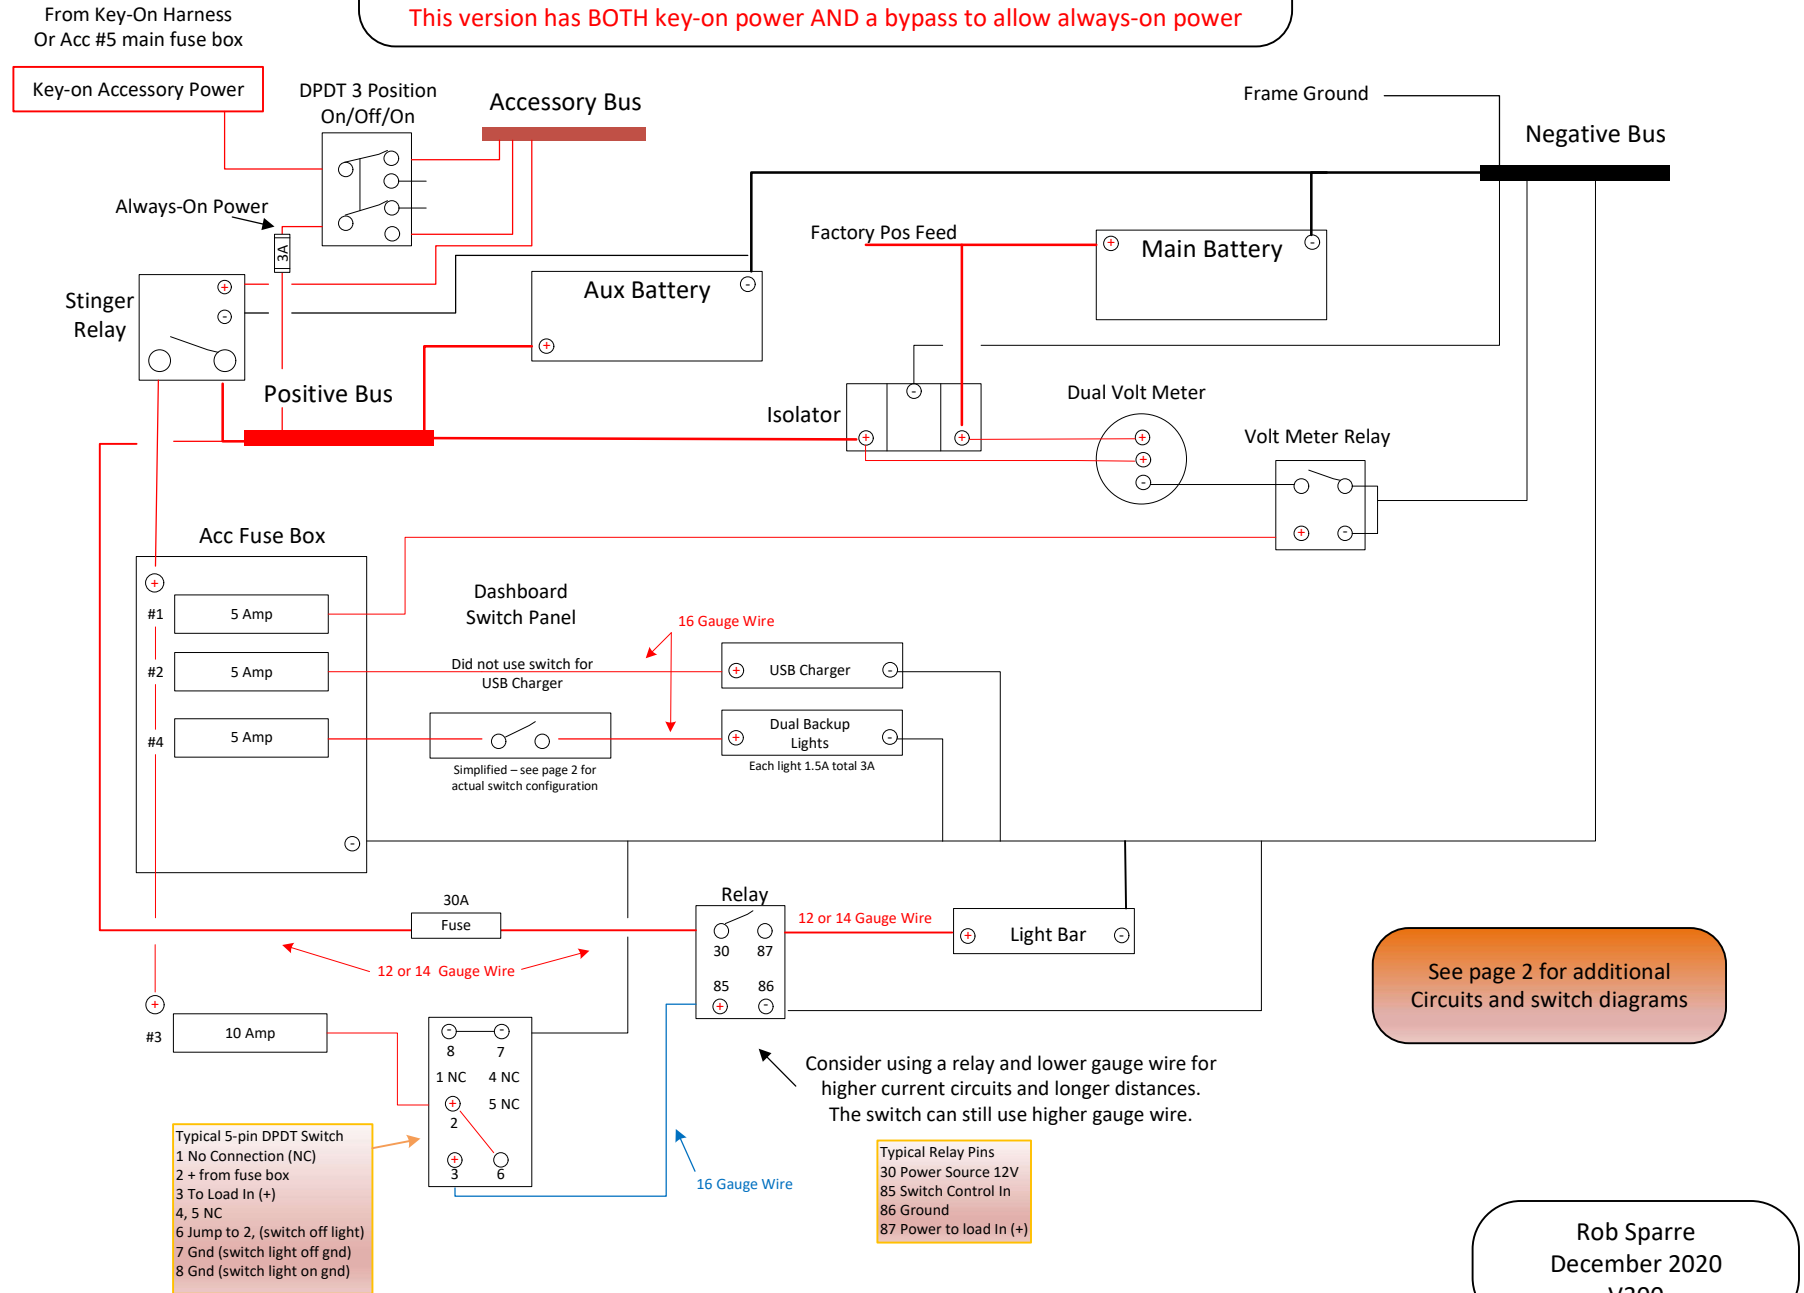 This version has BOTH key-on power AND a bypass to allow always-on power
From Key-On Harness
Or Acc #5 main fuse box
Key-on Accessory Power
DPDT 3 Position
On/Off/On
Accessory Bus
Frame Ground
Negative Bus
Always-On Power
3A
Factory Pos Feed
+
Main Battery
-
Stinger
Relay
+
-
Aux Battery
-
+
Positive Bus
Isolator
-
+
+
Dual Volt Meter
+
+
-
Volt Meter Relay
+
-
Acc Fuse Box
+
#1
5 Amp
#2
5 Amp
#4
5 Amp
-
Dashboard
Switch Panel
16 Gauge Wire
Did not use switch for
USB Charger
+
USB Charger
-
Simplified – see page 2 for
actual switch configuration
+
Dual Backup
Lights
-
Each light 1.5A total 3A
30A
Fuse
12 or 14 Gauge Wire
Relay
30
87
85
86
+
-
12 or 14 Gauge Wire
+
Light Bar
-
See page 2 for additional
Circuits and switch diagrams
+
#3
10 Amp
-
-
8
7
1 NC
4 NC
5 NC
+
2
+
3
6
16 Gauge Wire
Consider using a relay and lower gauge wire for
higher current circuits and longer distances.
The switch can still use higher gauge wire.
Typical 5-pin DPDT Switch
1 No Connection (NC)
2 + from fuse box
3 To Load In (+)
4, 5 NC
6 Jump to 2, (switch off light)
7 Gnd (switch light off gnd)
8 Gnd (switch light on gnd)
Typical Relay Pins
30 Power Source 12V
85 Switch Control In
86 Ground
87 Power to load In (+)
Rob Sparre
December 2020